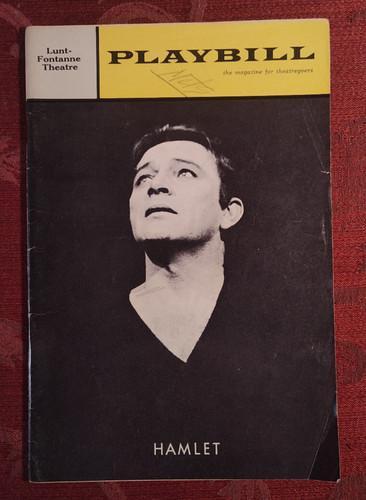 Lunt-
Fontanne
Theatre
PLAYBILL
the magazine for theatregoers
HAMLET